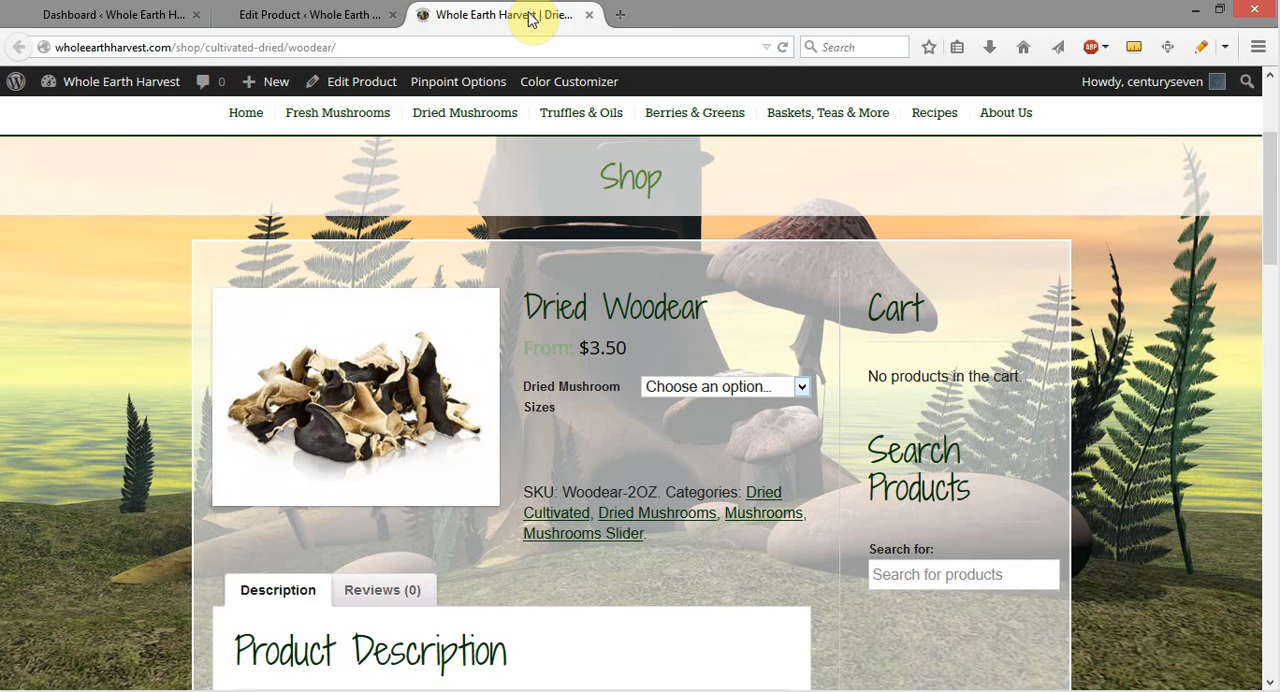 Dashboard ‹ Whole Earth H...
Edit Product ‹ Whole Earth ...
Whole Earth Harvest | Drie...
wholeearthharvest.com/shop/cultivated-dried/woodear/
Search
ABP
Whole Earth Harvest
0
New
Edit Product
Pinpoint Options
Color Customizer
Howdy, centuryseven
Home
Fresh Mushrooms
Dried Mushrooms
Truffles & Oils
Berries & Greens
Baskets, Teas & More
Recipes
About Us
Shop
Dried Woodear
From: $3.50
Dried Mushroom
Sizes
Choose an option...
SKU: Woodear-2OZ. Categories: Dried
Cultivated, Dried Mushrooms, Mushrooms,
Mushrooms Slider.
Cart
No products in the cart.
Search
Products
Search for:
Search for products
Description
Reviews (0)
Product Description